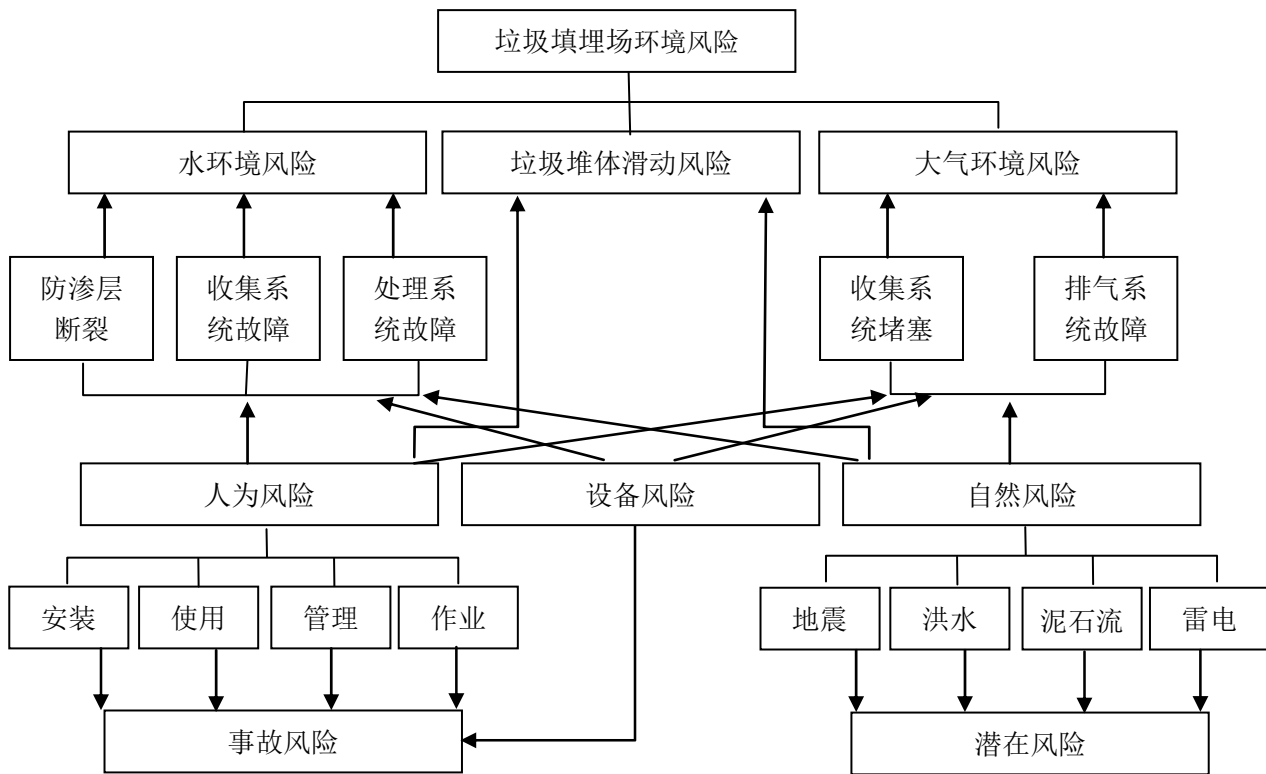 垃圾填埋场环境风险
水环境风险
垃圾堆体滑动风险
大气环境风险
防渗层
断裂
收集系
统故障
处理系
统故障
收集系
统堵塞
排气系
统故障
人为风险
设备风险
自然风险
安装
使用
管理
作业
地震
洪水
泥石流
雷电
事故风险
潜在风险